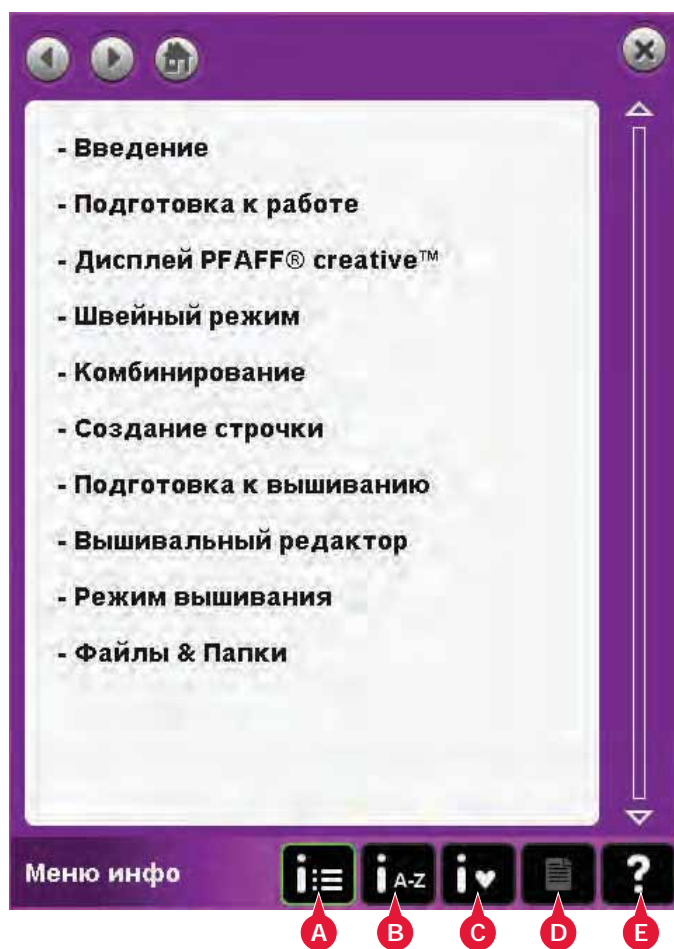 - Введение
- Подготовка к работе
- Дисплей PFAFF® creative™
- Швейный режим
- Комбинирование
- Создание строчки
- Подготовка к вышиванию
- Вышивальный редактор
- Режим вышивания
- Файлы & Папки
Меню инфо i i A-Z i ?
A B C D E